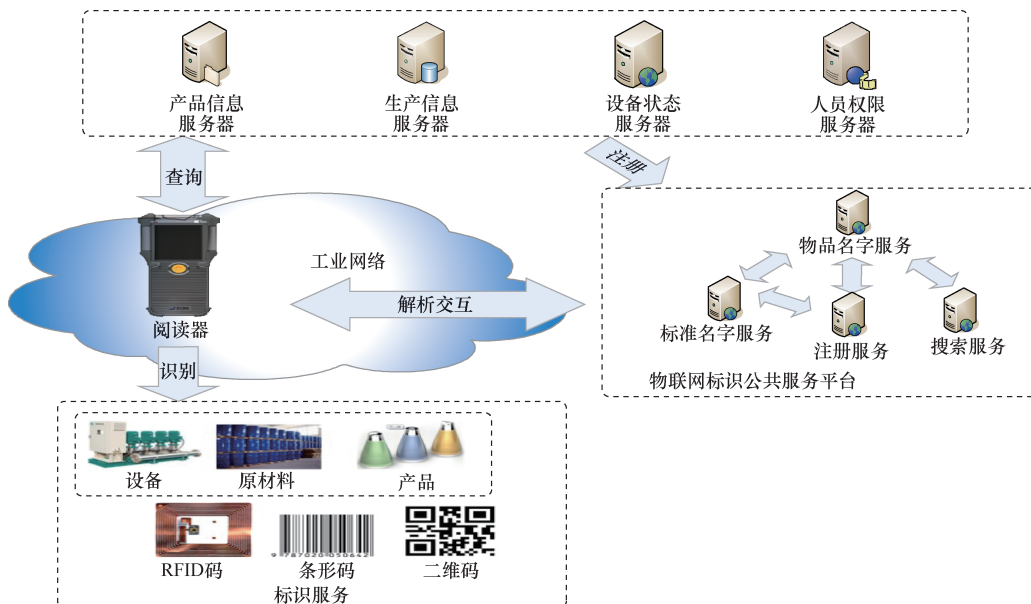 产品信息
服务器
生产信息
服务器
设备状态
服务器
人员权限
服务器
查询
注册
物品名字服务
工业网络
解析交互
阅读器
标准名字服务
注册服务
搜索服务
物联网标识公共服务平台
识别
设备
原材料
产品
9 787020 050642
RFID码
条形码
二维码
标识服务